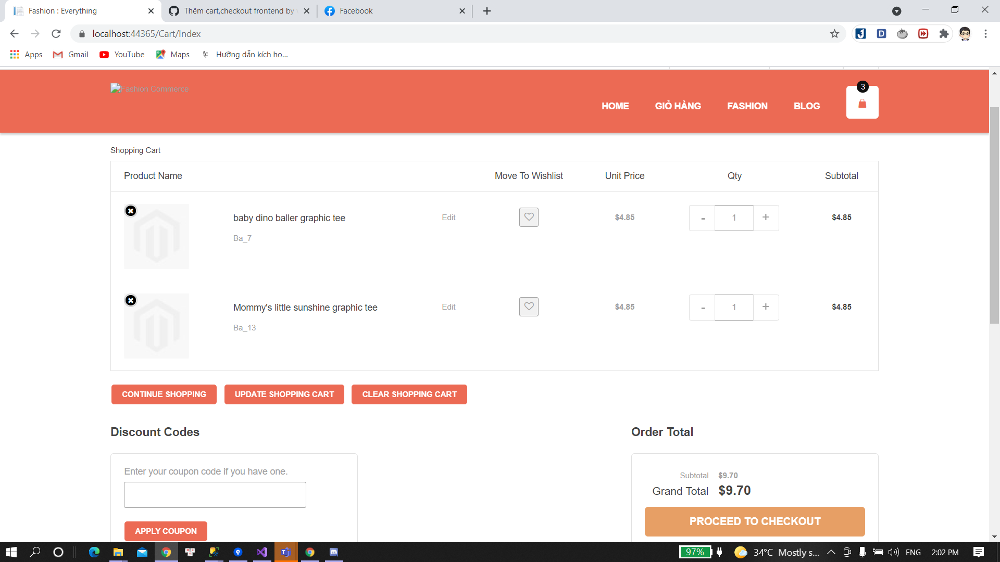 Fashion : Everything
Thêm cart,checkout frontend by
Facebook
localhost:44365/Cart/Index
Apps
Gmail
YouTube
Maps
Hướng dẫn kích ho...
Fashion Commerce
HOME
GIỎ HÀNG
FASHION
BLOG
3
Shopping Cart
Product Name
Move To Wishlist
Unit Price
Qty
Subtotal
baby dino baller graphic tee
Edit
$4.85
- 1 +
$4.85
Ba_7
Mommy's little sunshine graphic tee
Edit
$4.85
- 1 +
$4.85
Ba_13
CONTINUE SHOPPING
UPDATE SHOPPING CART
CLEAR SHOPPING CART
Discount Codes
Enter your coupon code if you have one.
APPLY COUPON
Order Total
Subtotal $9.70
Grand Total $9.70
PROCEED TO CHECKOUT
97%
34°C Mostly s...
ENG
2:02 PM